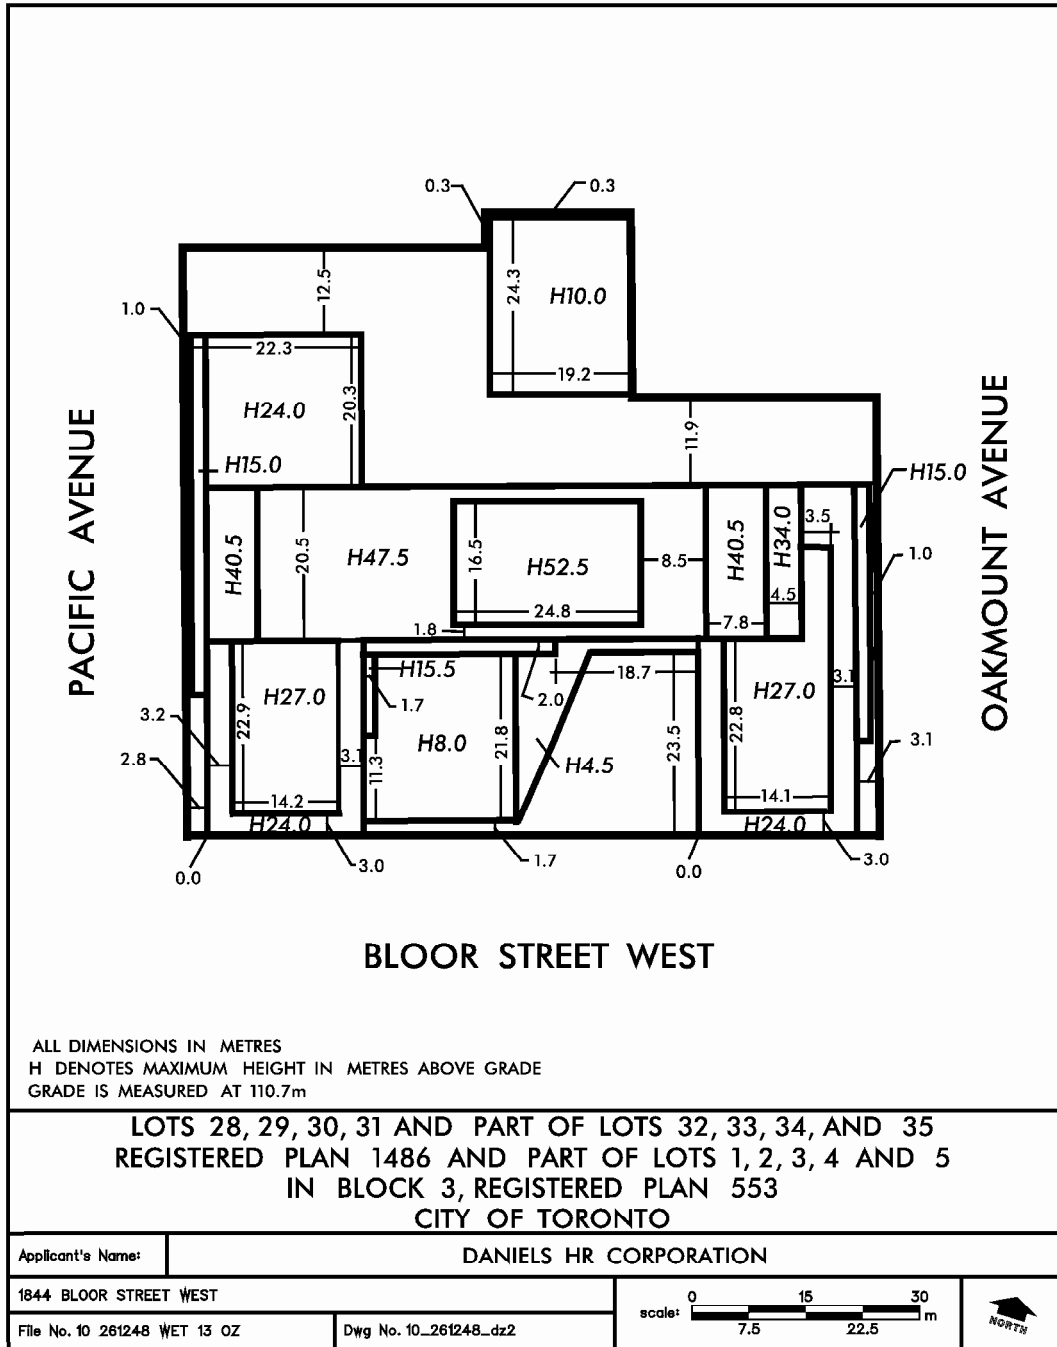 0.3
0.3
12.5
24.3
H10.0
1.0
22.3
19.2
20.3
H24.0
11.9
PACIFIC AVENUE
OAKMOUNT AVENUE
H15.0
H15.0
3.5
H40.5
20.5
H47.5
16.5
H52.5
8.5
H40.5
H34.0
1.0
24.8
4.5
7.8
1.8
H15.5
18.7
3.1
H27.0
1.7
2.0
H27.0
3.2
22.9
H8.0
21.8
23.5
22.8
3.1
2.8
3.1
11.3
H4.5
14.2
14.1
H24.0
H24.0
3.0
1.7
3.0
0.0
0.0
BLOOR STREET WEST
ALL DIMENSIONS IN METRES
H DENOTES MAXIMUM HEIGHT IN METRES ABOVE GRADE
GRADE IS MEASURED AT 110.7m
LOTS 28, 29, 30, 31 AND PART OF LOTS 32, 33, 34, AND 35
REGISTERED PLAN 1486 AND PART OF LOTS 1, 2, 3, 4 AND 5
IN BLOCK 3, REGISTERED PLAN 553
CITY OF TORONTO
Applicant's Name: DANIELS HR CORPORATION
1844 BLOOR STREET WEST
File No. 10 261248 WET 13 OZ
Dwg No. 10_261248_dz2
0 15 30
scale: m
7.5 22.5
NORTH